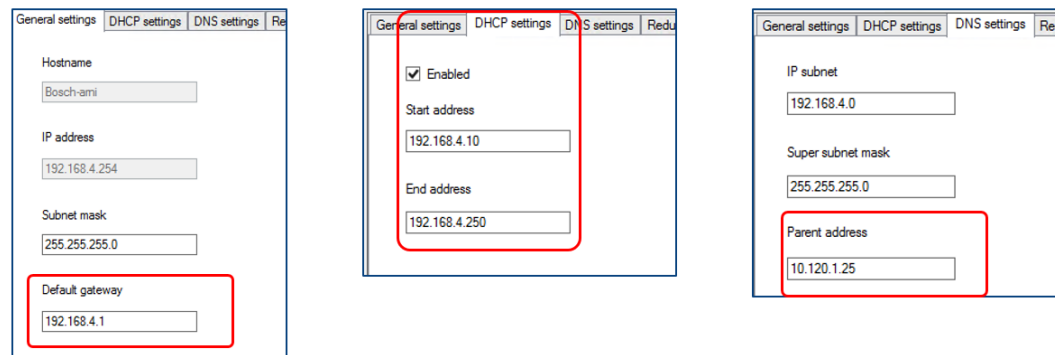 General settings DHCP settings DNS settings Re
Hostname
Bosch-ami
IP address
192.168.4.254
Subnet mask
255.255.255.0
Default gateway
192.168.4.1
General settings DHCP settings DNS settings Redu
Enabled
Start address
192.168.4.10
End address
192.168.4.250
General settings DHCP settings DNS settings Re
IP subnet
192.168.4.0
Super subnet mask
255.255.255.0
Parent address
10.120.1.25